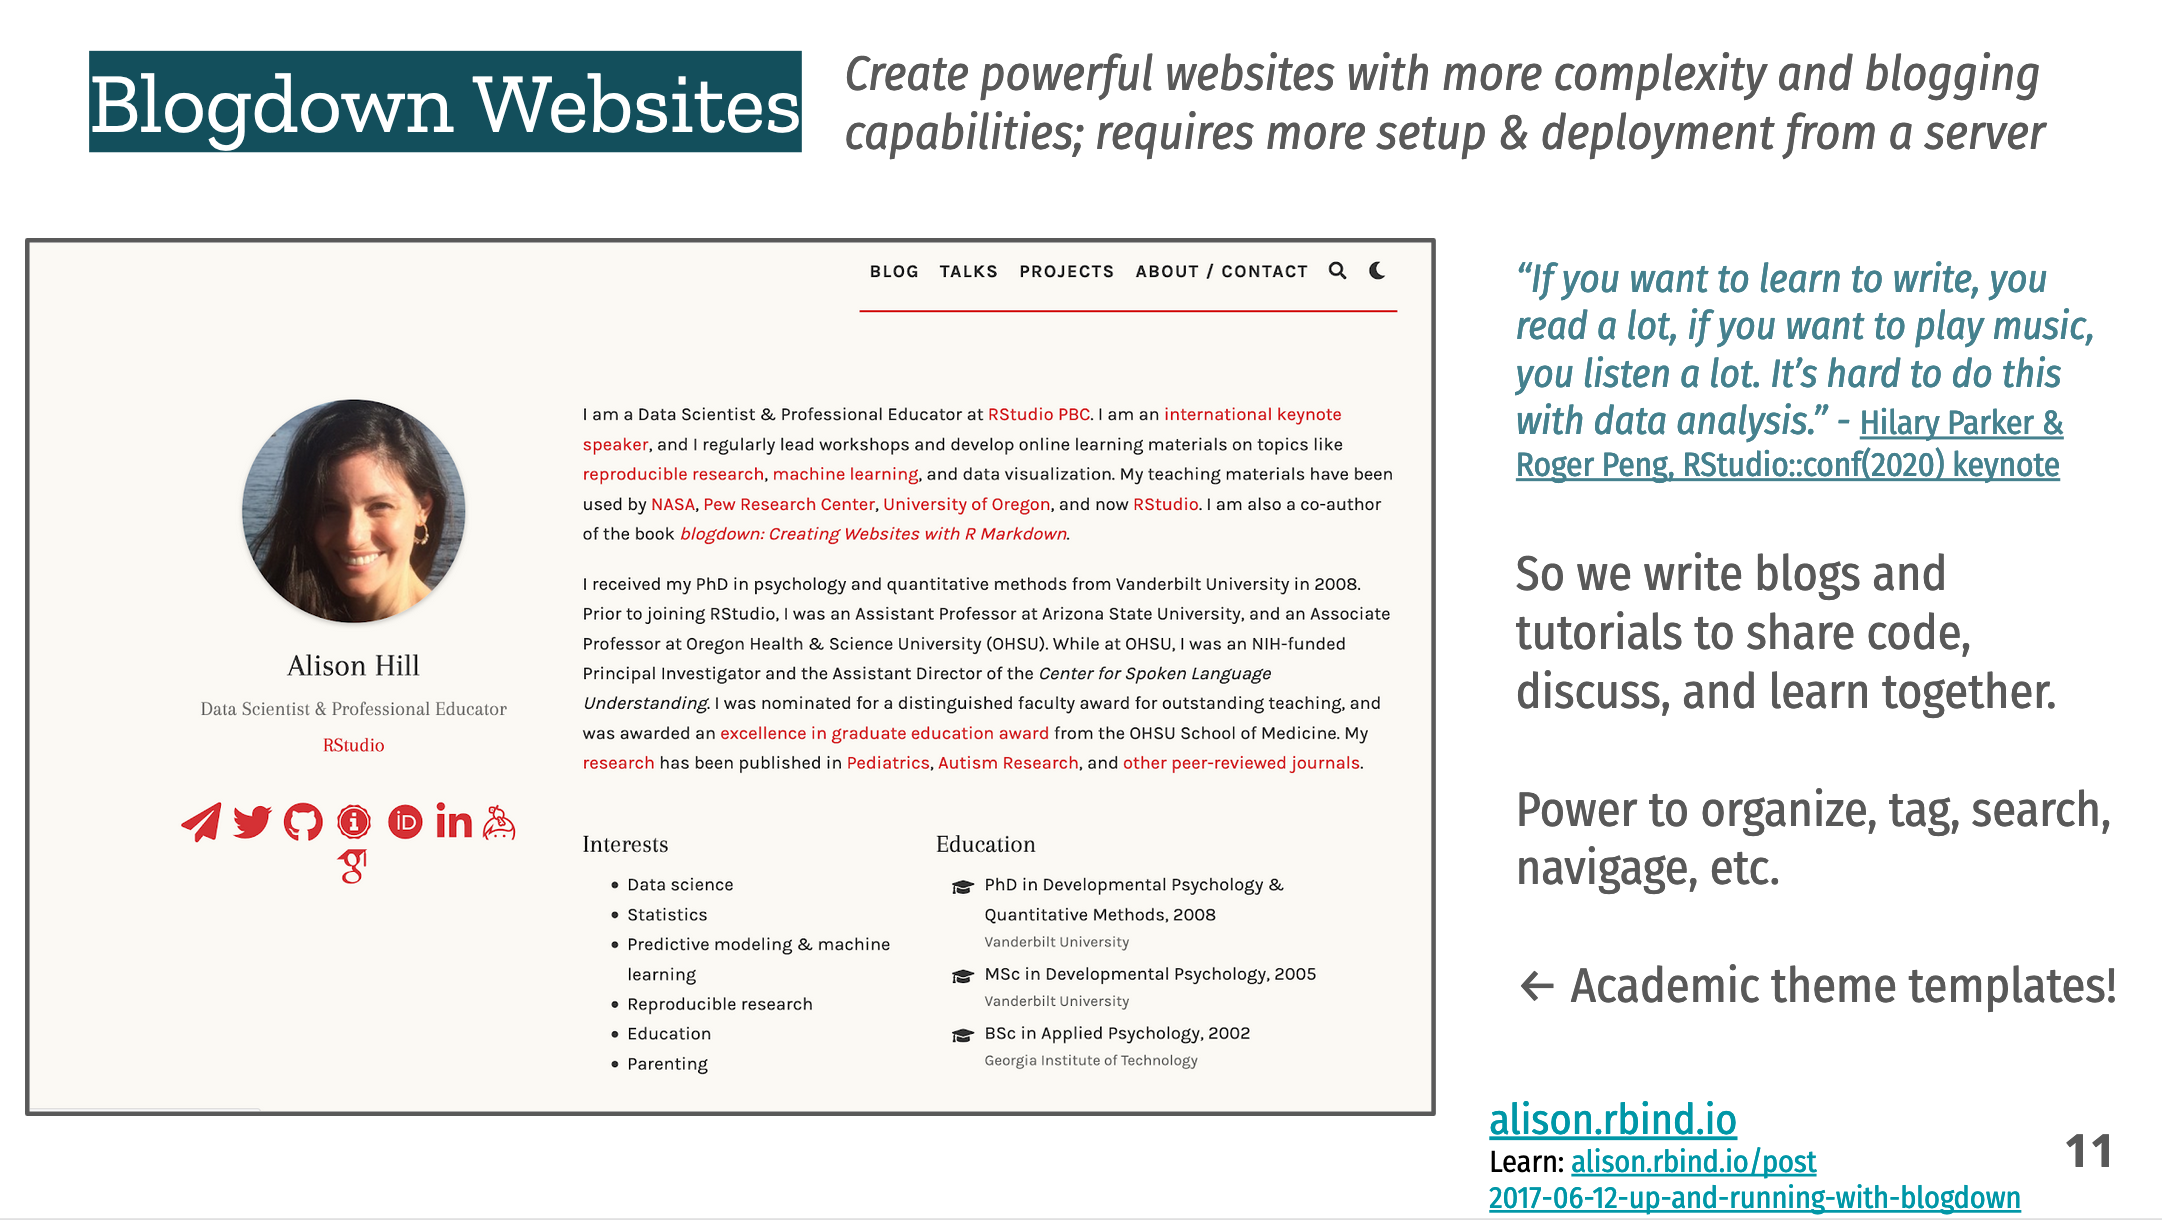 Blogdown Websites
Create powerful websites with more complexity and blogging
capabilities; requires more setup & deployment from a server
BLOG TALKS PROJECTS ABOUT / CONTACT
I am a Data Scientist & Professional Educator at RStudio PBC. I am an international keynote
speaker, and I regularly lead workshops and develop online learning materials on topics like
reproducible research, machine learning, and data visualization. My teaching materials have been
used by NASA, Pew Research Center, University of Oregon, and now RStudio. I am also a co-author
of the book blogdown: Creating Websites with R Markdown.
I received my PhD in psychology and quantitative methods from Vanderbilt University in 2008.
Prior to joining RStudio, I was an Assistant Professor at Arizona State University, and an Associate
Professor at Oregon Health & Science University (OHSU). While at OHSU, I was an NIH-funded
Principal Investigator and the Assistant Director of the Center for Spoken Language
Understanding. I was nominated for a distinguished faculty award for outstanding teaching, and
was awarded an excellence in graduate education award from the OHSU School of Medicine. My
research has been published in Pediatrics, Autism Research, and other peer-reviewed journals.
Alison Hill
Data Scientist & Professional Educator
RStudio
iD in
g
Interests
Data science
Statistics
Predictive modeling & machine
learning
Reproducible research
Education
Parenting
Education
PhD in Developmental Psychology &
Quantitative Methods, 2008
Vanderbilt University
MSc in Developmental Psychology, 2005
Vanderbilt University
BSc in Applied Psychology, 2002
Georgia Institute of Technology
“If you want to learn to write, you
read a lot, if you want to play music,
you listen a lot. It’s hard to do this
with data analysis.” - Hilary Parker &
Roger Peng, RStudio::conf(2020) keynote
So we write blogs and
tutorials to share code,
discuss, and learn together.
Power to organize, tag, search,
navigage, etc.
← Academic theme templates!
alison.rbind.io
Learn: alison.rbind.io/post
2017-06-12-up-and-running-with-blogdown
11